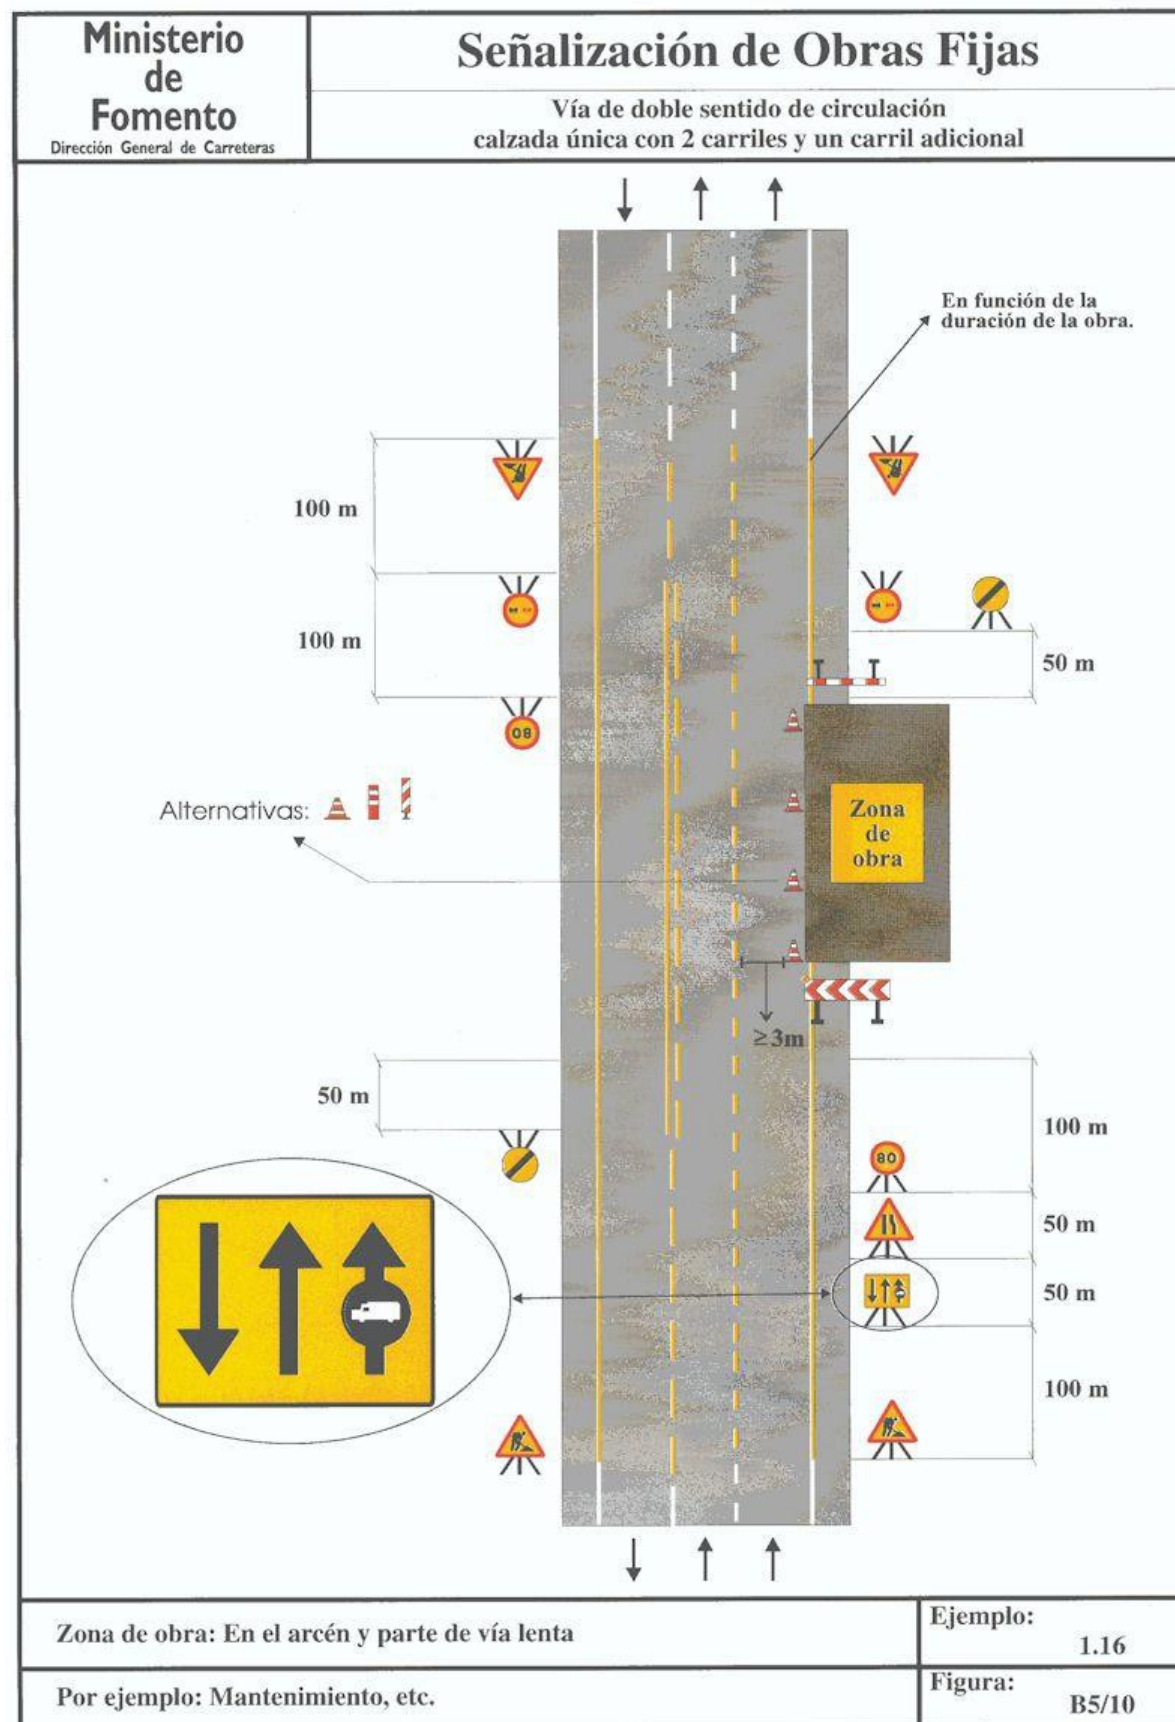 Ministerio
de
Fomento
Dirección General de Carreteras
Señalización de Obras Fijas
Vía de doble sentido de circulación
calzada única con 2 carriles y un carril adicional
En función de la
duración de la obra.
100 m
100 m
50 m
80
Alternativas:
Zona
de
obra
≥3m
50 m
100 m
80
50 m
50 m
100 m
Zona de obra: En el arcén y parte de vía lenta
Ejemplo:
1.16
Por ejemplo: Mantenimiento, etc.
Figura:
B5/10